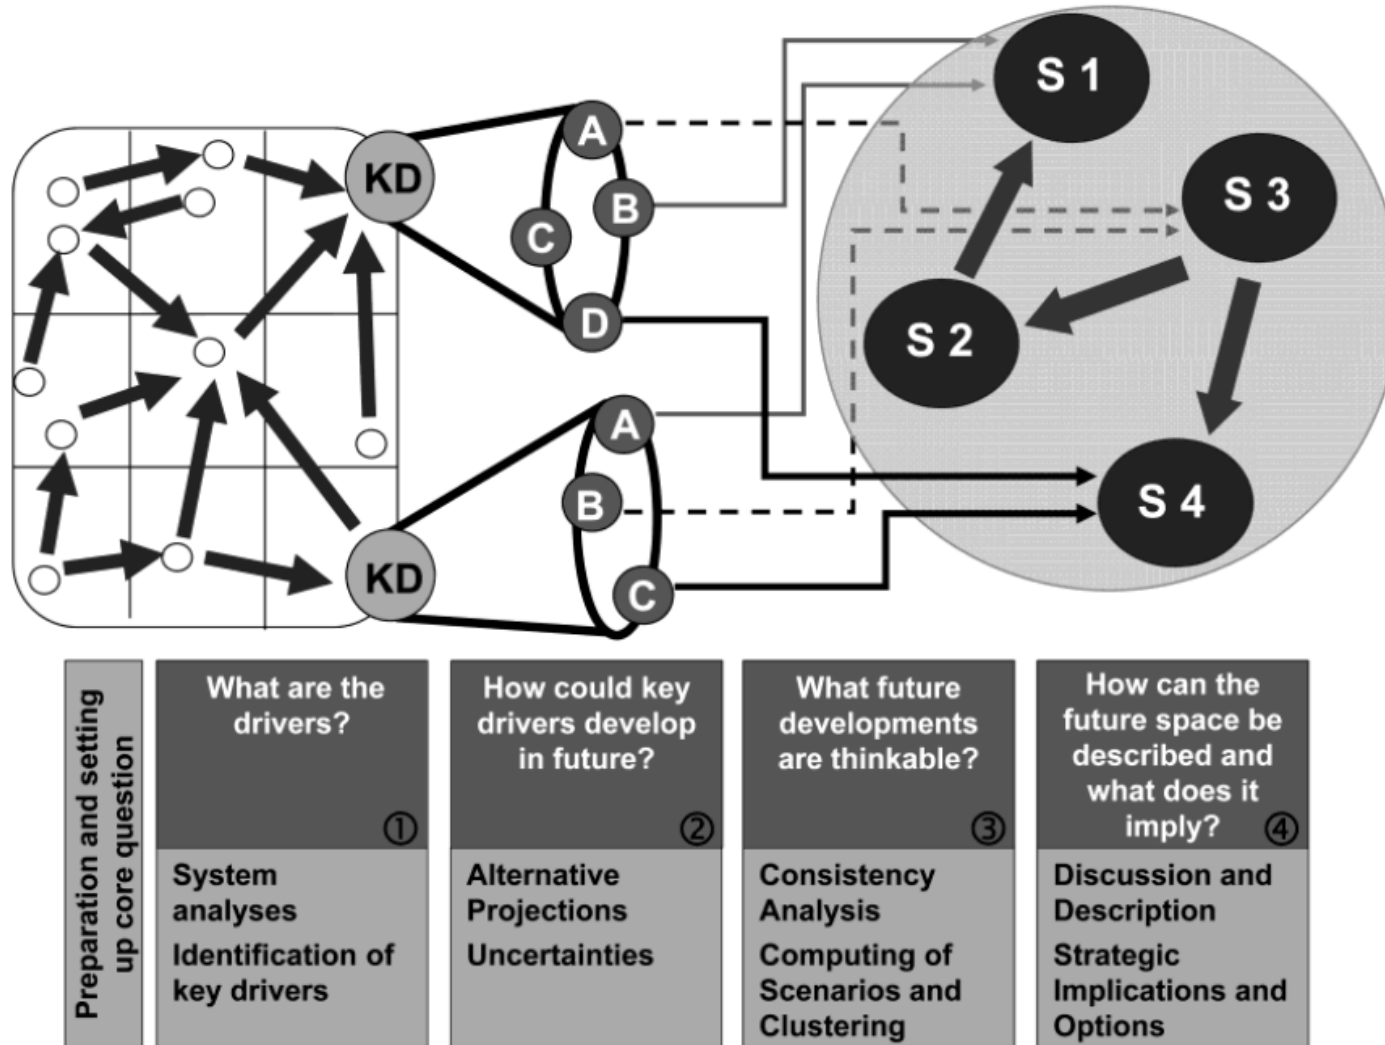 KD
A
B
C
D
KD
A
B
C
S 1
S 3
S 2
S 4
Preparation and setting
up core question
What are the
drivers?
①
System
analyses
Identification of
key drivers
How could key
drivers develop
in future?
②
Alternative
Projections
Uncertainties
What future
developments
are thinkable?
③
Consistency
Analysis
Computing of
Scenarios and
Clustering
How can the
future space be
described and
what does it
imply? ④
Discussion and
Description
Strategic
Implications and
Options